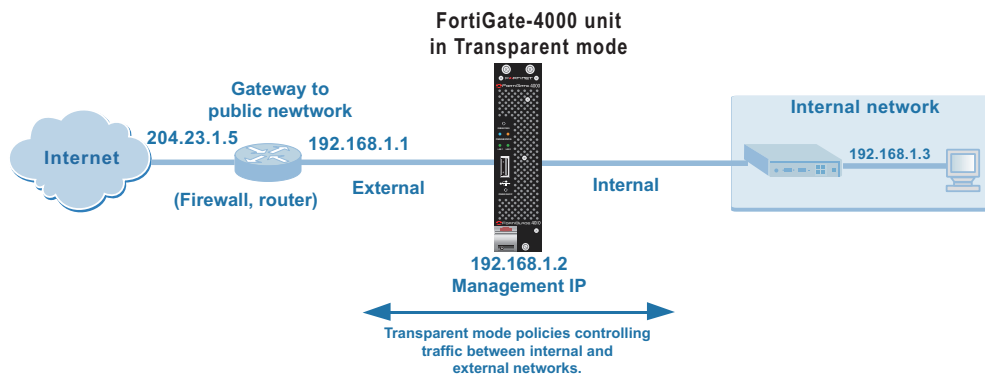 FortiGate-4000 unit
in Transparent mode
Gateway to
public newtwork
204.23.1.5
192.168.1.1
Internet
(Firewall, router)
External
Internal
Internal network
192.168.1.3
192.168.1.2
Management IP
Transparent mode policies controlling
traffic between internal and
external networks.